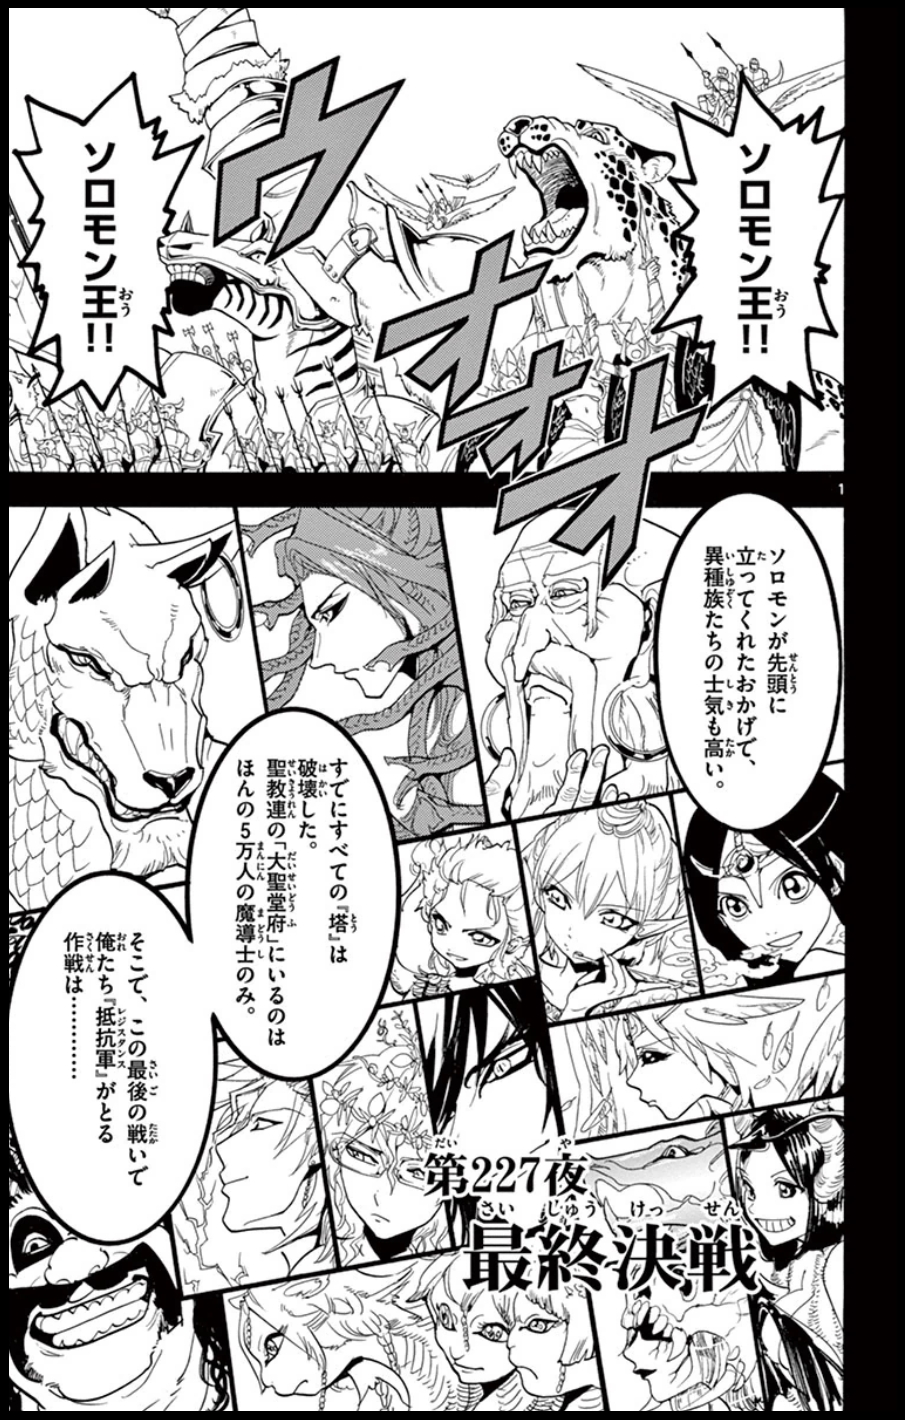 ソロモン王!!
ソロモン王!!
ウオオオ
1
ソロモンが先頭に
立ってくれたおかげで、
異種族たちの士気も高い。
すでにすべての『塔』は
破壊した。
聖教連の「大聖堂府」にいるのは
ほんの5万人の魔導士のみ。
そこで、この最後の戦いで
俺たち『抵抗軍』がとる
作戦は…………
第227夜
最終決戦